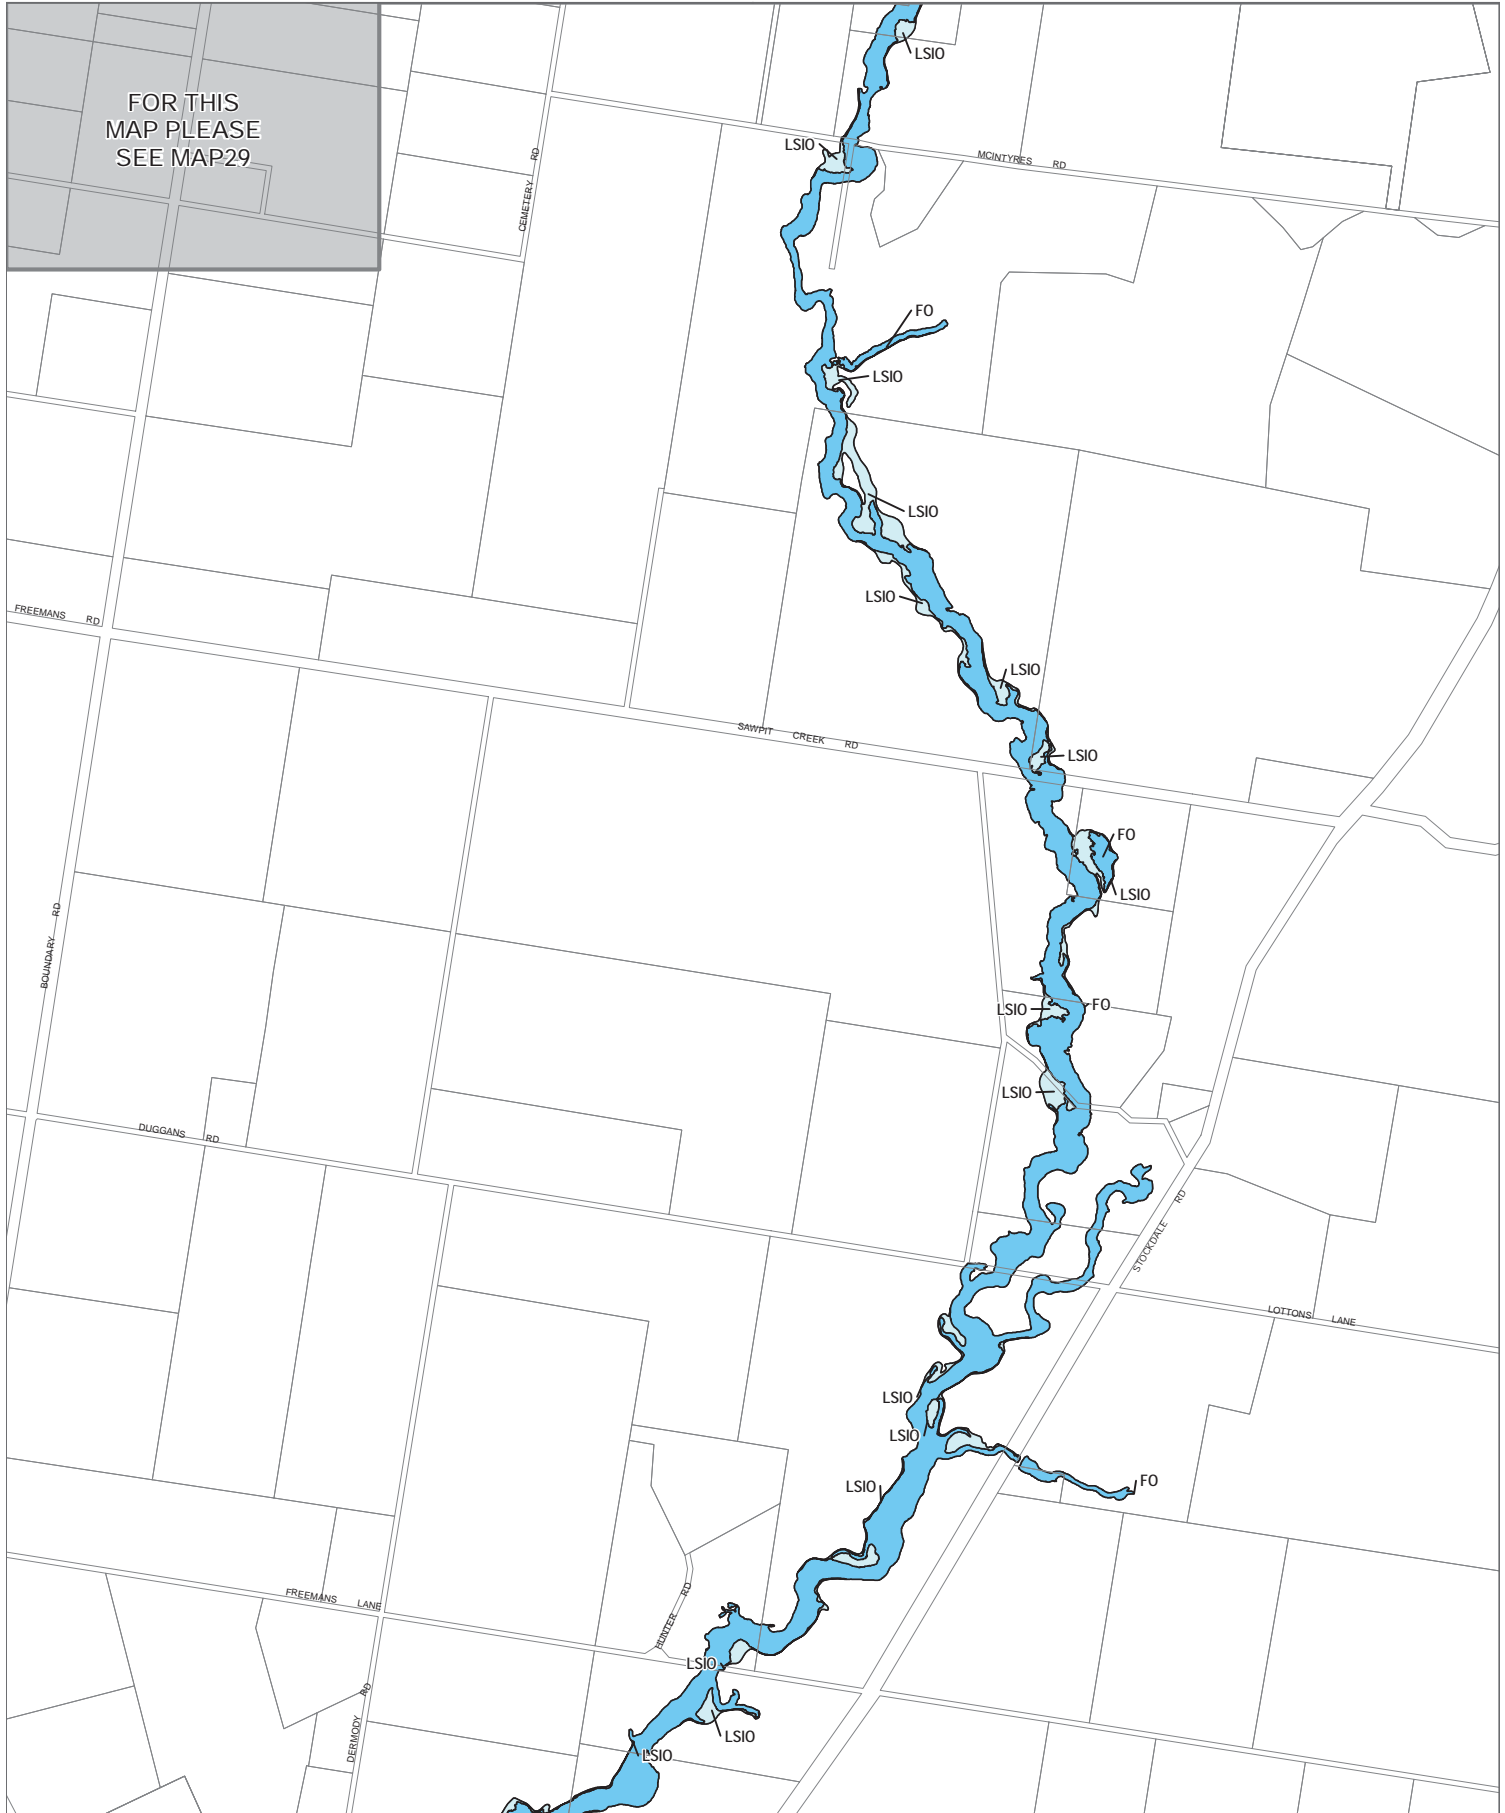 LSIO
FOR THIS
MAP PLEASE
SEE MAP29
LSIO
MCINTYRES RD
CEMETERY RD
FO
LSIO
LSIO
LSIO
FREEMANS RD
LSIO
SAWPIT CREEK RD
LSIO
FO
LSIO
BOUNDARY RD
LSIO
FO
LSIO
DUGGANS RD
STOCKDALE RD
LOTTONS LANE
LSIO
LSIO
FO
LSIO
FREEMANS LANE
HUNTER RD
LSIO
DERMODY RD
LSIO
LSIO